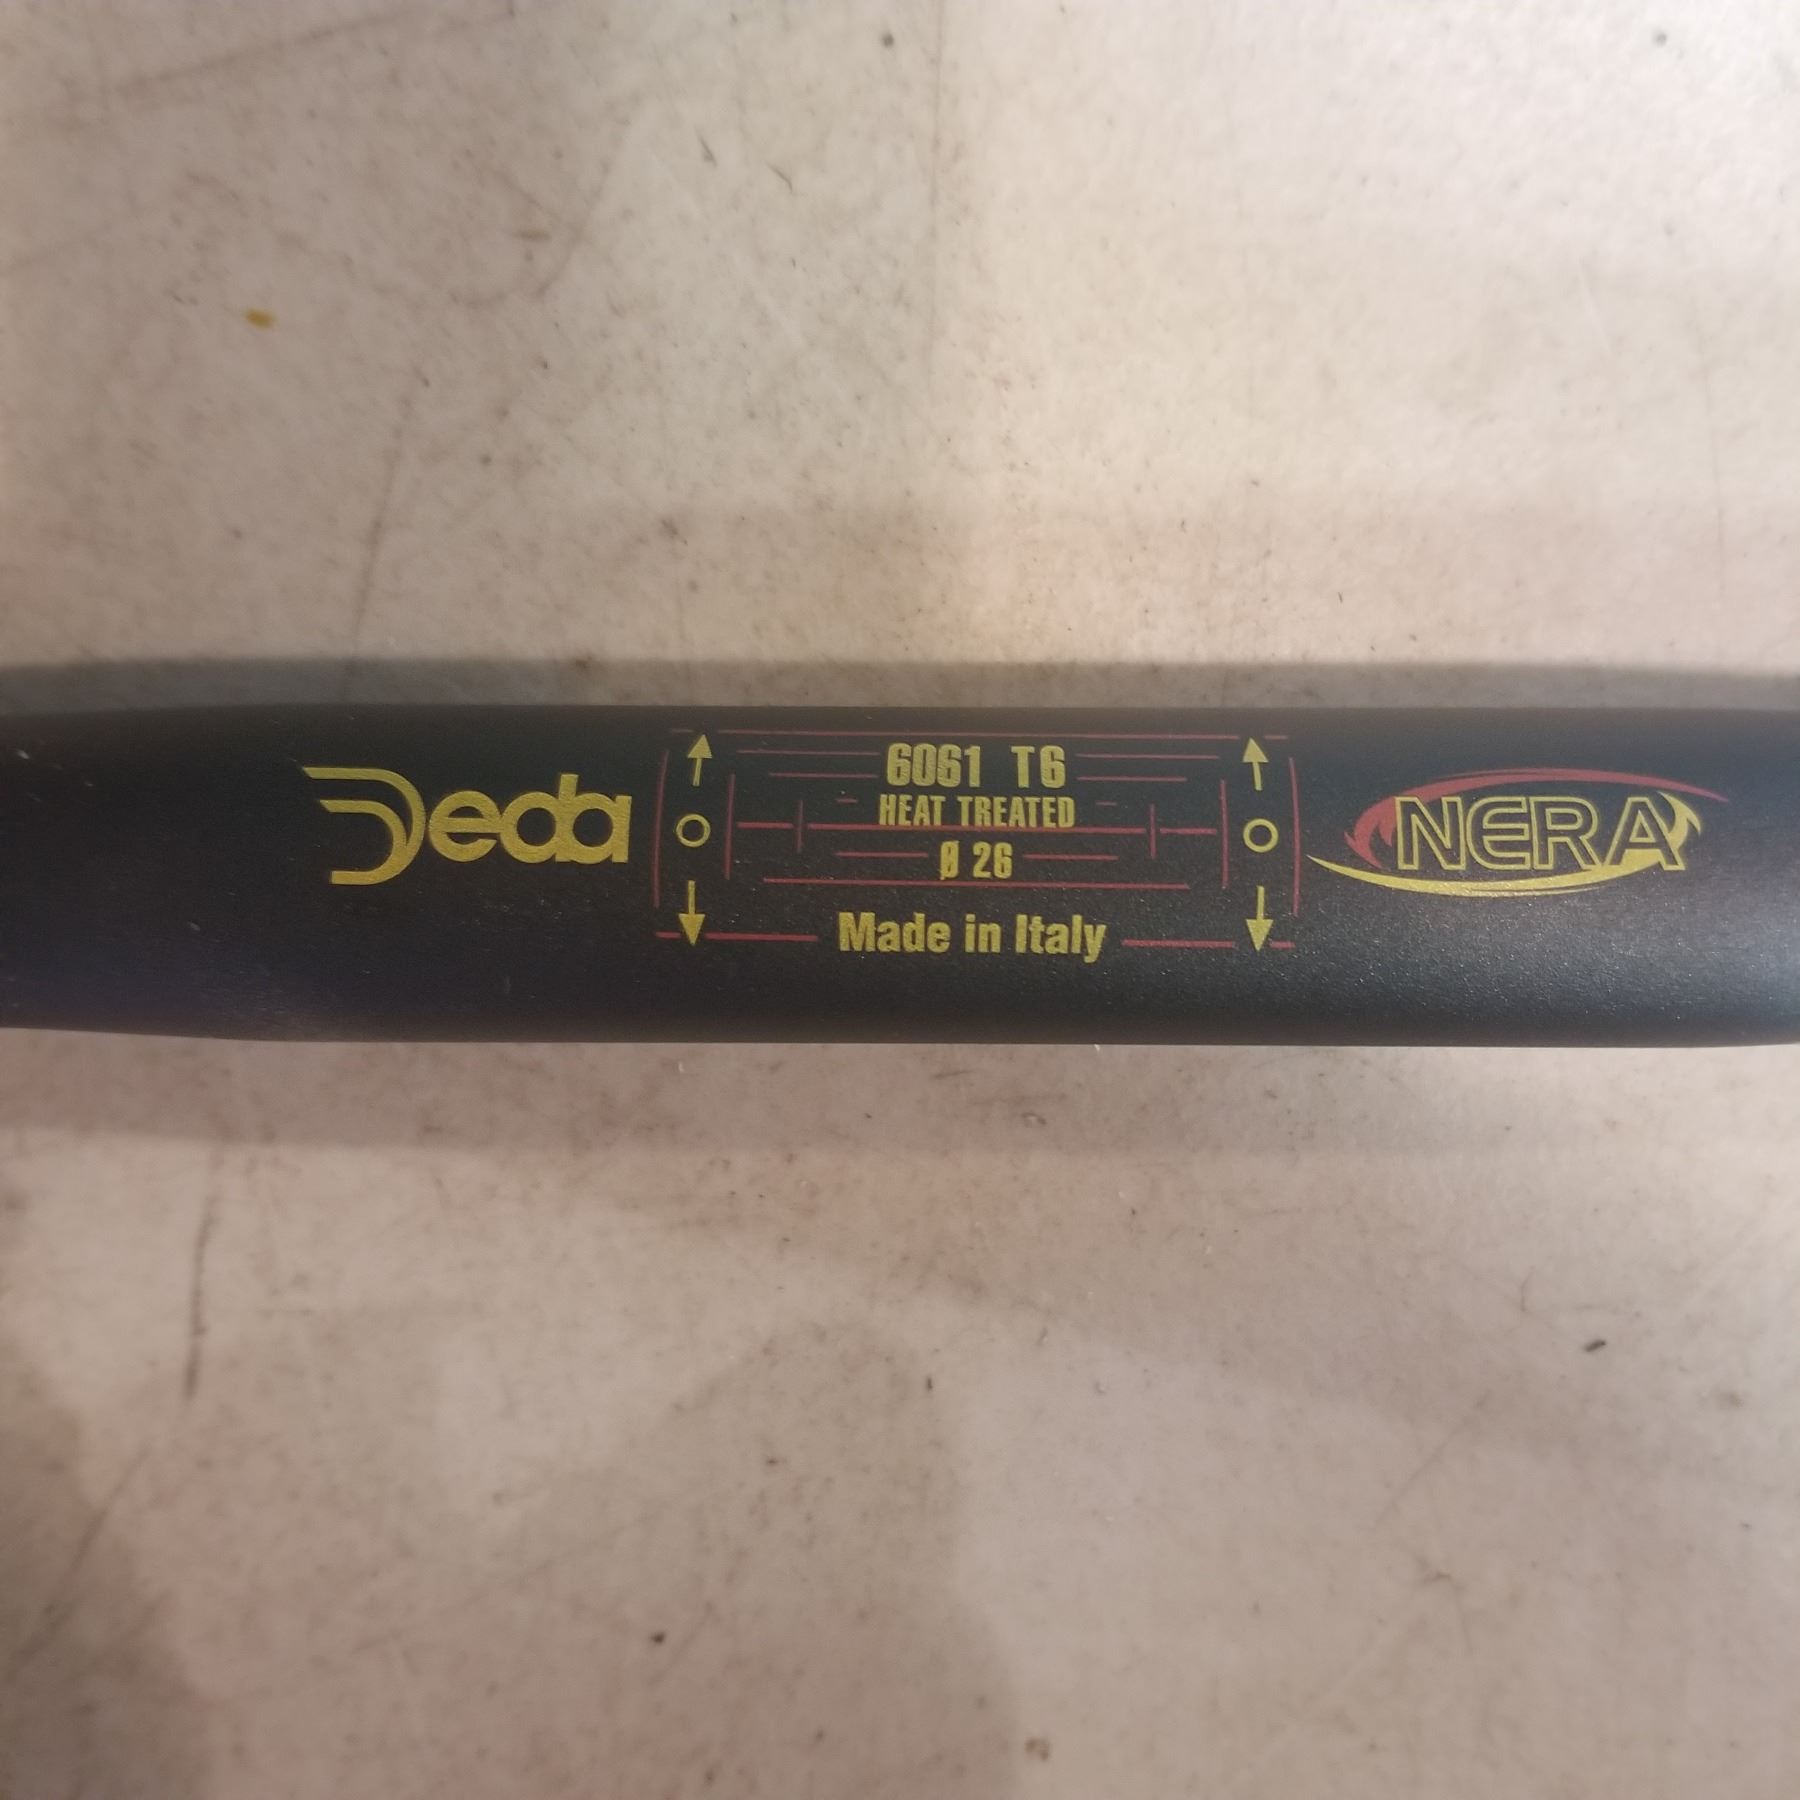 Deda
6061 T6
HEAT TREATED
Ø 26
Made in Italy
NERA